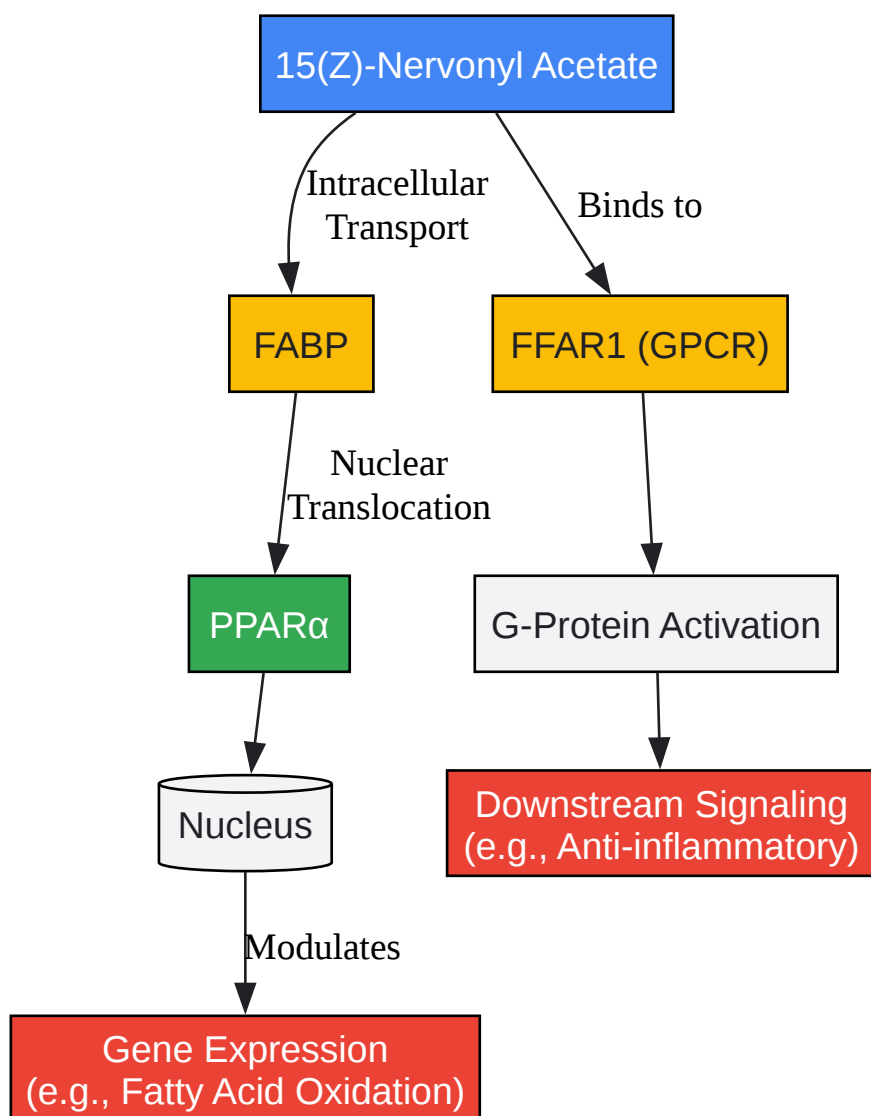 15(Z)-Nervonyl Acetate
Intracellular
Transport
Binds to
FABP
FFAR1 (GPCR)
Nuclear
Translocation
PPARα
G-Protein Activation
Nucleus
Downstream Signaling
(e.g., Anti-inflammatory)
Modulates
Gene Expression
(e.g., Fatty Acid Oxidation)